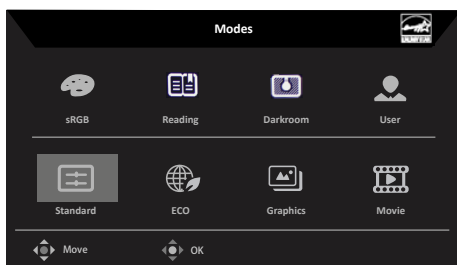 Modes
sRGB Reading Darkroom User
Standard ECO Graphics Movie
Move OK